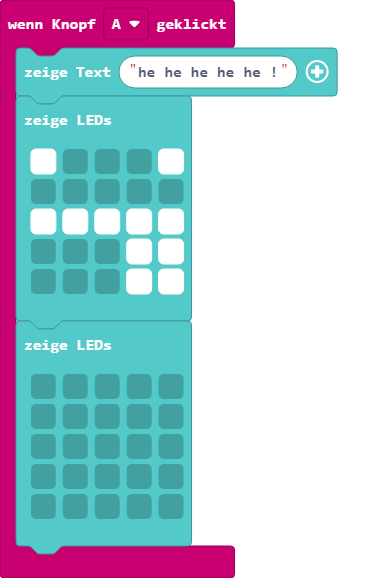 wenn Knopf A geklickt
zeige Text "he he he he he !"
zeige LEDs
zeige LEDs